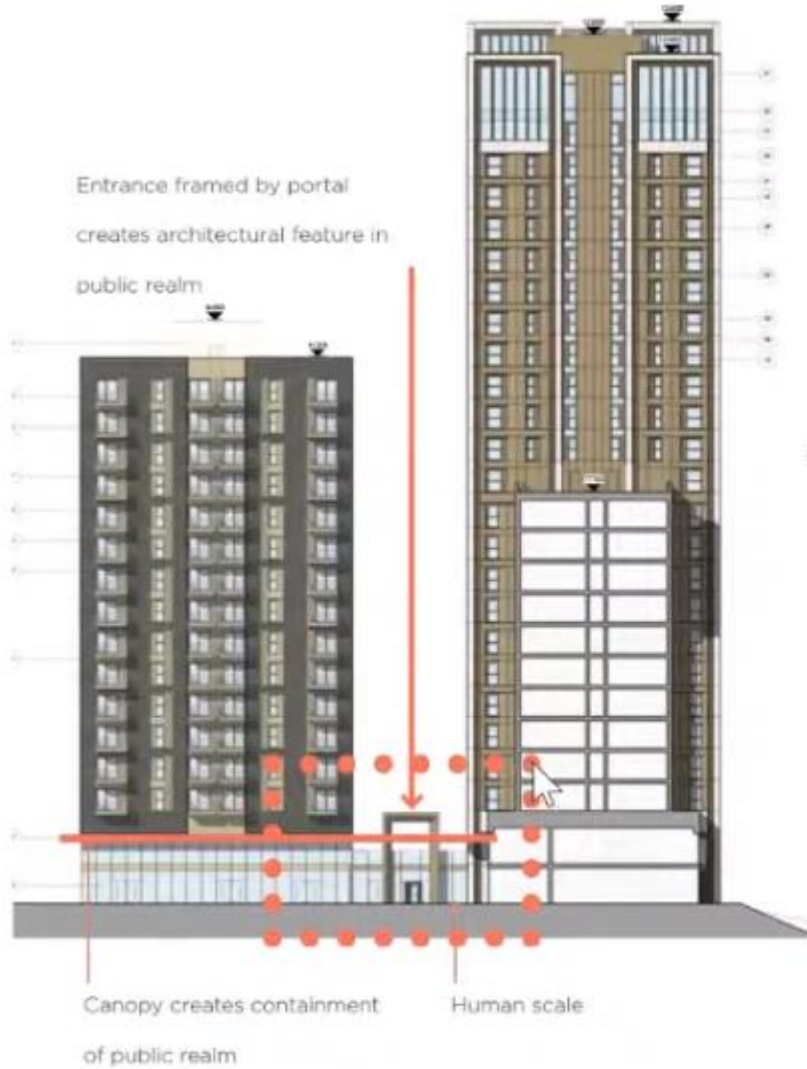 Entrance framed by portal
creates architectural feature in
public realm
Canopy creates containment
of public realm
Human scale